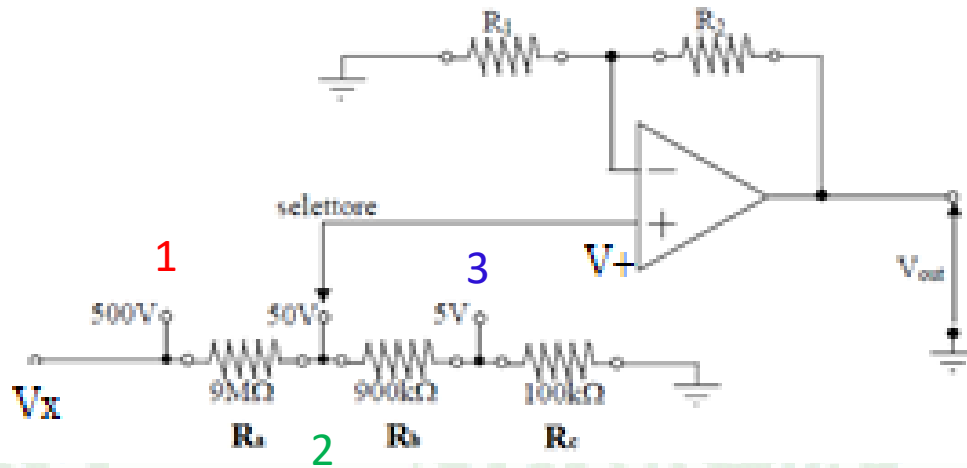 R1
R2
selettore
1
3
V+
Vout
500V
50V
5V
Vx
9MΩ
900kΩ
100kΩ
Ra
Rb
Rc
2